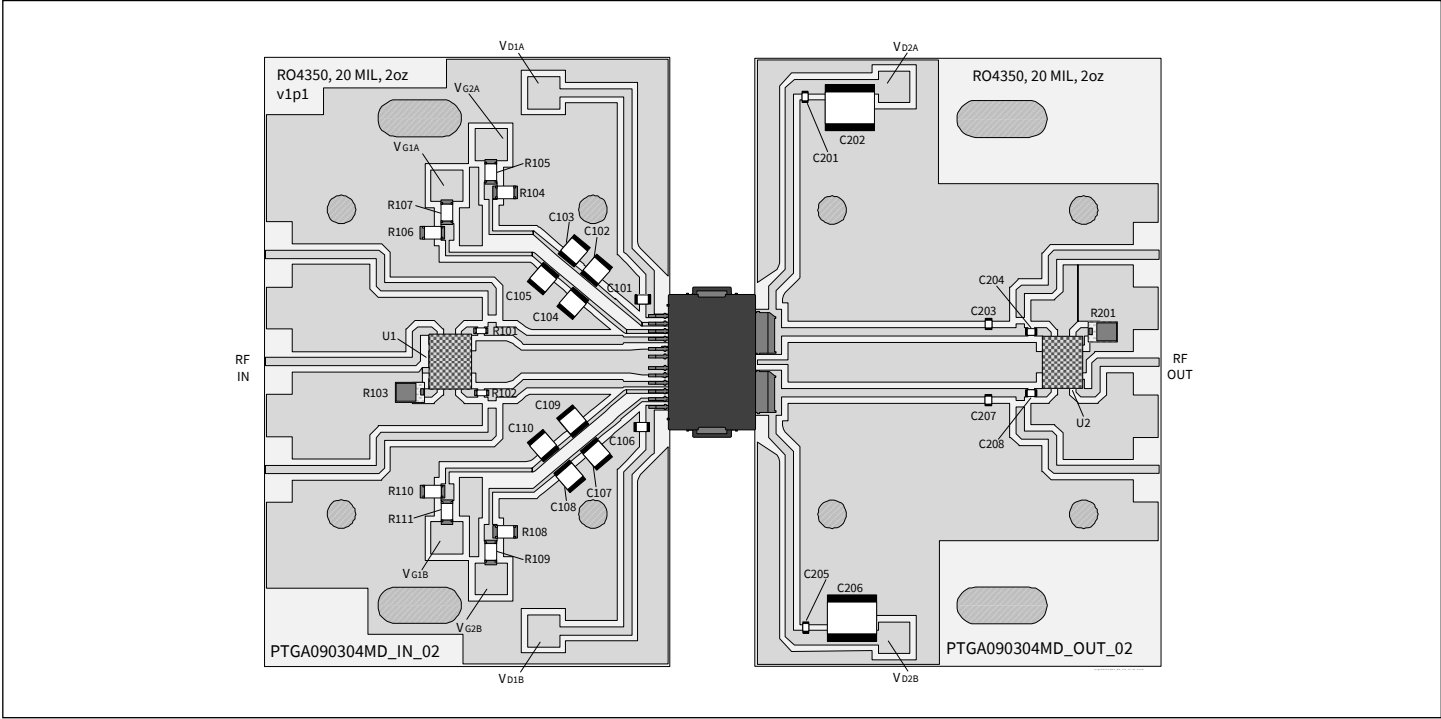 VD1A
VD2A
RO4350, 20 MIL, 2oz
v1p1
RO4350, 20 MIL, 2oz
VG2A
VG1A
C202
C201
R105
R104
R107
R106
C103
C102
C105
C101
C104
C204
C203
R201
U1
R101
RF
IN
RF
OUT
R103
R102
C109
C110
C106
C107
C108
C207
C208
U2
R110
R111
R108
R109
VG1B
VG2B
C205
C206
PTGA090304MD_IN_02
PTGA090304MD_OUT_02
VD1B
VD2B